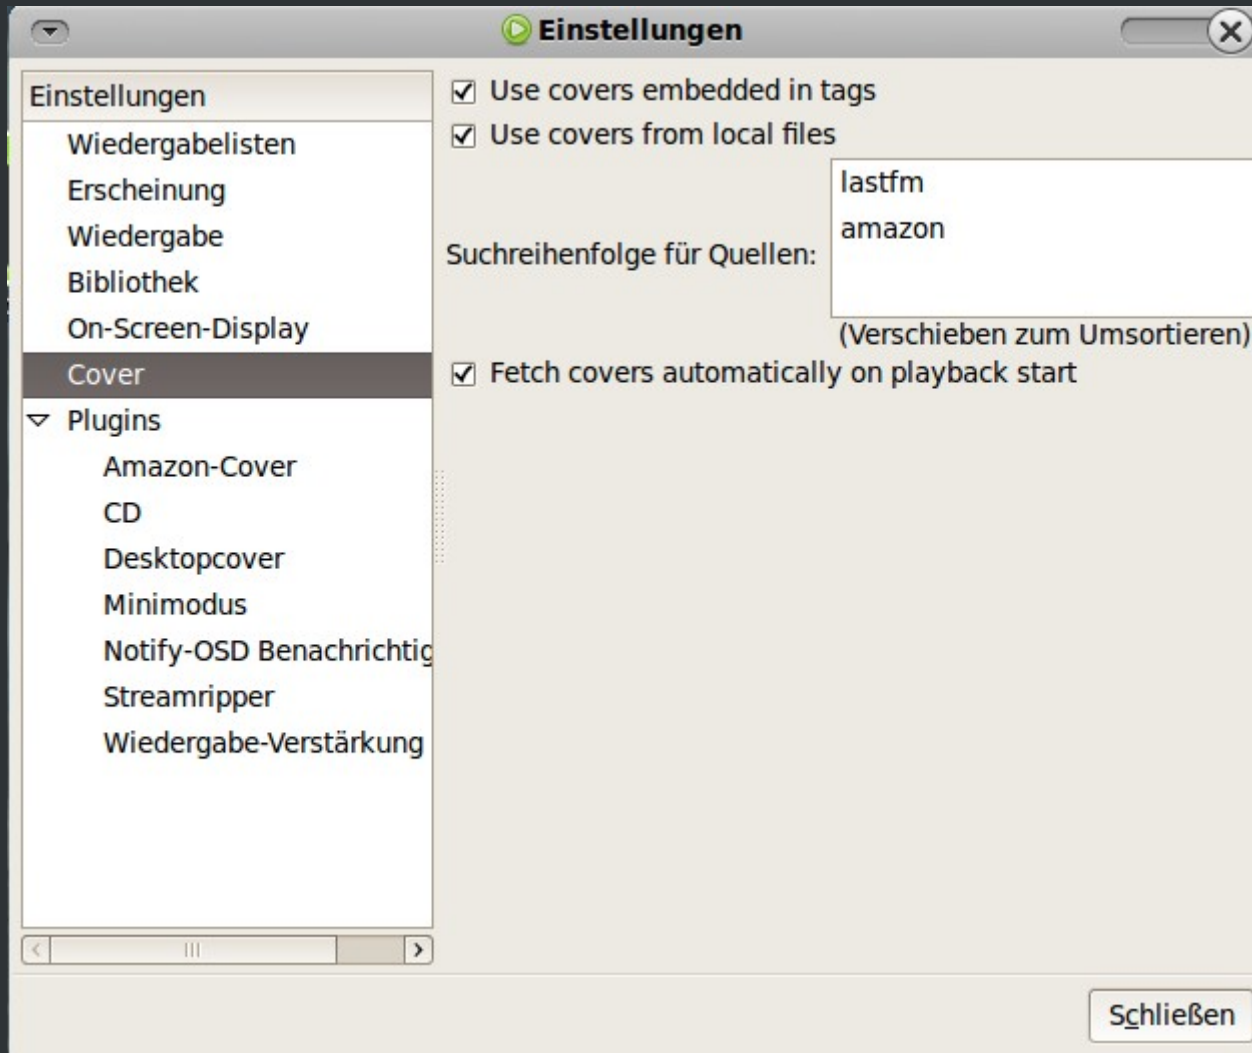 Einstellungen
Einstellungen
Wiedergabelisten
Erscheinung
Wiedergabe
Bibliothek
On-Screen-Display
Cover
Plugins
Amazon-Cover
CD
Desktopcover
Minimodus
Notify-OSD Benachrichtig
Streamripper
Wiedergabe-Verstärkung
Use covers embedded in tags
Use covers from local files
Suchreihenfolge für Quellen:
lastfm
amazon
(Verschieben zum Umsortieren)
Fetch covers automatically on playback start
Schließen